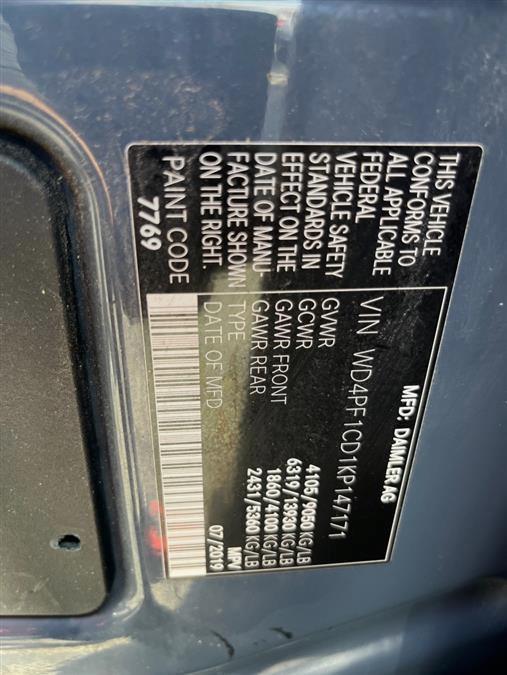 MFD: DAIMLER AG
VIN WD4PF1CD1KP147171
GVWR 4105/9050 KG/LB
GCWR 6319/13930 KG/LB
GAWR FRONT 1860/4100 KG/LB
GAWR REAR 2431/5360 KG/LB
TYPE MPV
DATE OF MFD 07/2019
THIS VEHICLE
CONFORMS TO
ALL APPLICABLE
FEDERAL
VEHICLE SAFETY
STANDARDS IN
EFFECT ON THE
DATE OF MANU-
FACTURE SHOWN
ON THE RIGHT.
PAINT CODE
7769